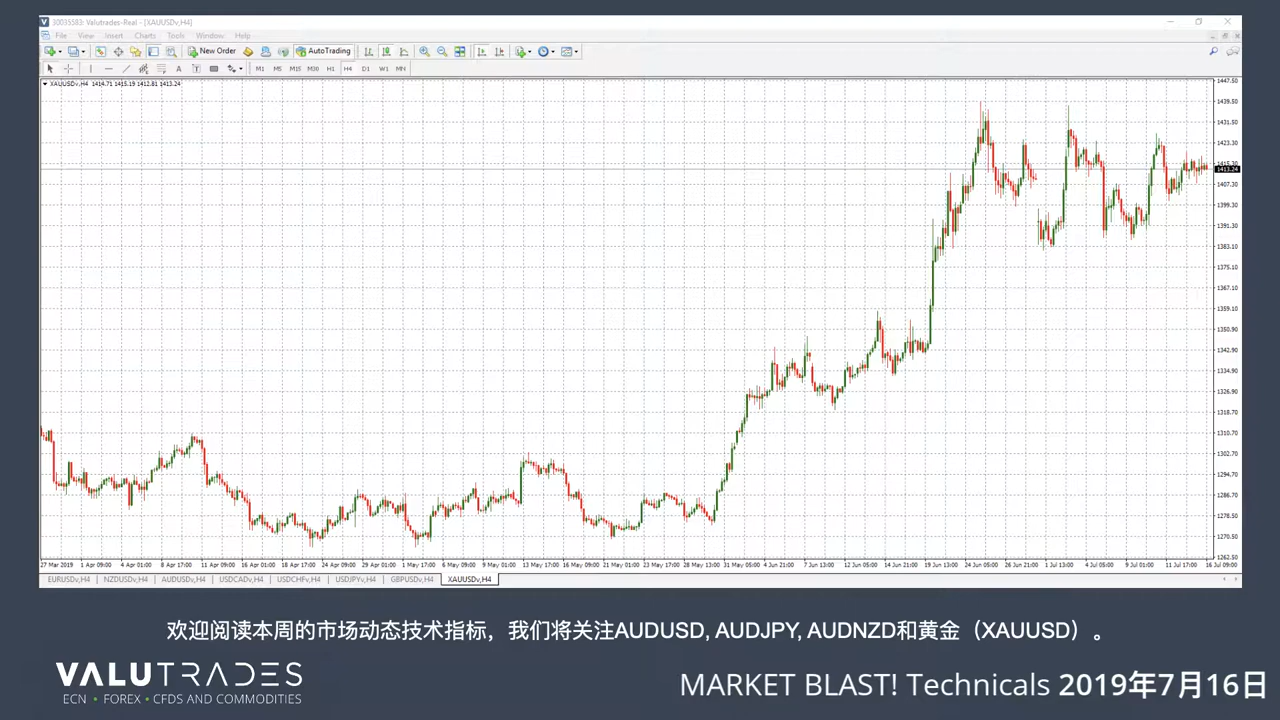 30035583: Valutrades-Real - [XAUUSDv,H4]
File View Insert Charts Tools Window Help
New Order AutoTrading
A T M1 M5 M15 M30 H1 H4 D1 W1 MN
XAUUSDv,H4 1414.71 1415.19 1412.81 1413.24
1447.50
1439.50
1431.50
1423.30
1415.30
1413.24
1407.30
1399.30
1391.30
1383.10
1375.10
1367.10
1359.10
1350.90
1342.90
1334.90
1326.90
1318.70
1310.70
1302.70
1294.70
1286.70
1278.50
1270.50
1262.50
27 Mar 2019 1 Apr 09:00 4 Apr 01:00 8 Apr 17:00 11 Apr 09:00 16 Apr 01:00 18 Apr 17:00 24 Apr 09:00 29 Apr 01:00 1 May 17:00 6 May 09:00 9 May 01:00 13 May 17:00 16 May 09:00 21 May 01:00 23 May 17:00 28 May 13:00 31 May 05:00 4 Jun 21:00 7 Jun 13:00 12 Jun 05:00 14 Jun 21:00 19 Jun 13:00 24 Jun 05:00 26 Jun 21:00 1 Jul 13:00 4 Jul 05:00 9 Jul 01:00 11 Jul 17:00 16 Jul 09:00
EURUSDv,H4 NZDUSDv,H4 AUDUSDv,H4 USDCADv,H4 USDCHFv,H4 USDJPYv,H4 GBPUSDv,H4 XAUUSDv,H4
欢迎阅读本周的市场动态技术指标，我们将关注AUDUSD, AUDJPY, AUDNZD和黄金（XAUUSD）。
VALUTRADES
ECN • FOREX • CFDS AND COMMODITIES
MARKET BLAST! Technicals 2019年7月16日